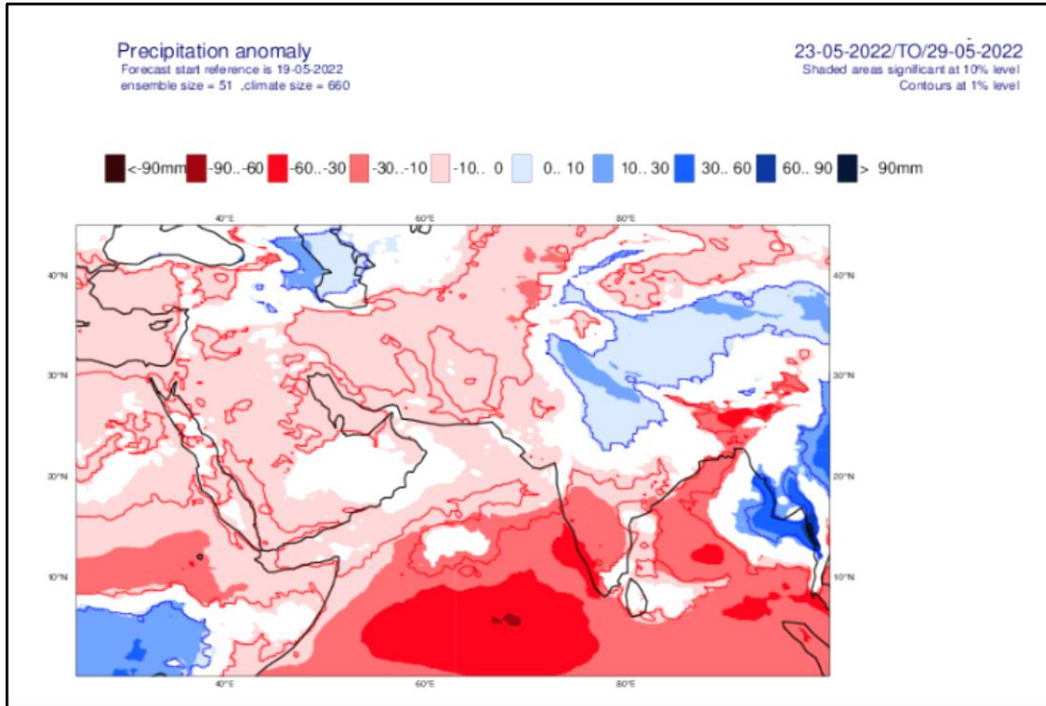 Precipitation anomaly
Forecast start reference is 19-05-2022
ensemble size = 51 ,climate size = 660
23-05-2022/TO/29-05-2022
Shaded areas significant at 10% level
Contours at 1% level
<-90mm -90..-60 -60..-30 -30..-10 -10.. 0 0.. 10 10.. 30 30.. 60 60.. 90 > 90mm
40°E 60°E 80°E
40°N 40°N
30°N 30°N
20°N 20°N
10°N 10°N
40°E 60°E 80°E